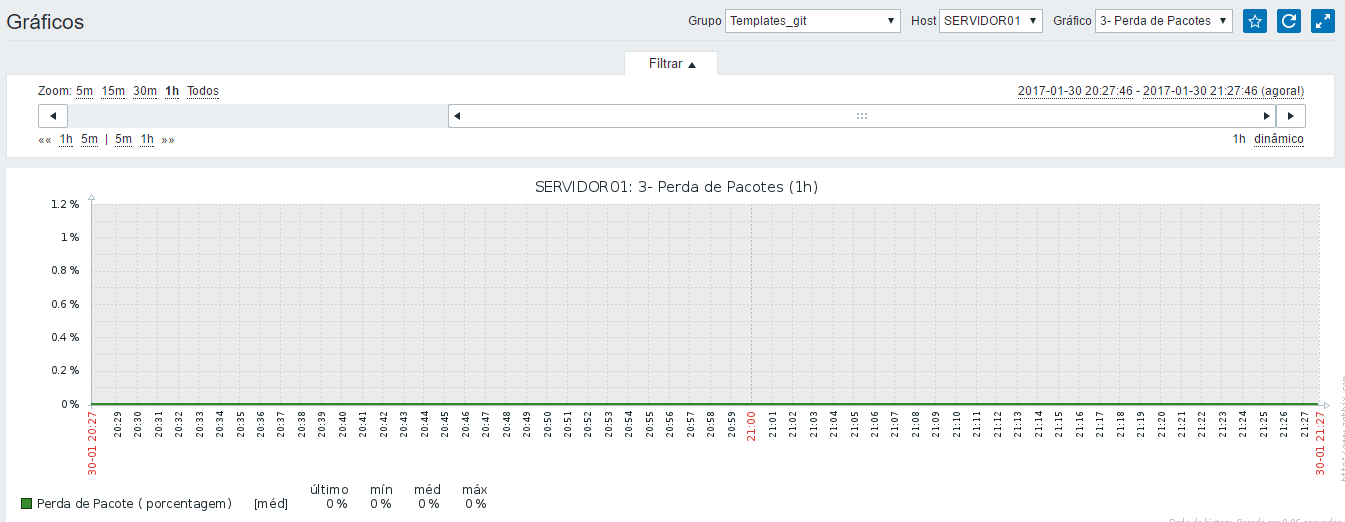 Gráficos
Grupo Templates_git Host SERVIDOR01 Gráfico 3- Perda de Pacotes
Filtrar
Zoom: 5m 15m 30m 1h Todos 2017-01-30 20:27:46 - 2017-01-30 21:27:46 (agora!)
«« 1h 5m | 5m 1h »» 1h dinâmico
SERVIDOR01: 3- Perda de Pacotes (1h)
1.2 %
1 %
0.8 %
0.6 %
0.4 %
0.2 %
0 %
30-01 20:27 20:29 20:30 20:31 20:32 20:33 20:34 20:35 20:36 20:37 20:38 20:39 20:40 20:41 20:42 20:43 20:44 20:45 20:46 20:47 20:48 20:49 20:50 20:51 20:52 20:53 20:54 20:55 20:56 20:57 20:58 20:59 21:00 21:01 21:02 21:03 21:04 21:05 21:06 21:07 21:08 21:09 21:10 21:11 21:12 21:13 21:14 21:15 21:16 21:17 21:18 21:19 21:20 21:21 21:22 21:23 21:24 21:25 21:26 21:27 30-01 21:27
último mín méd máx
Perda de Pacote ( porcentagem) [méd] 0 % 0 % 0 % 0 %